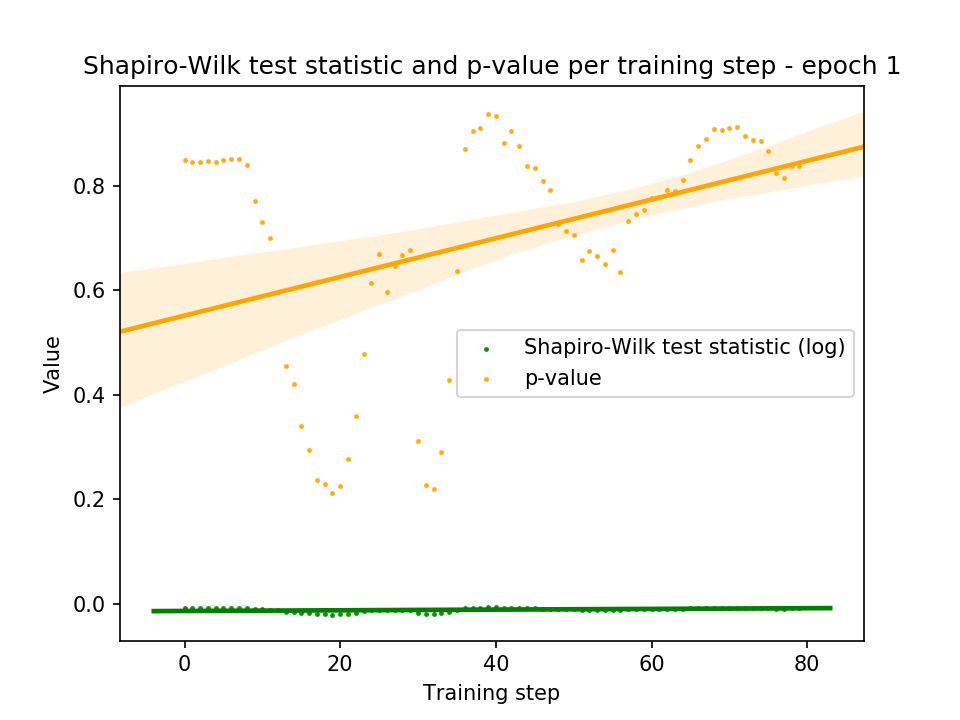 Shapiro-Wilk test statistic and p-value per training step - epoch 1
Value
0.8
0.6
0.4
0.2
0.0
Shapiro-Wilk test statistic (log)
p-value
0 20 40 60 80
Training step